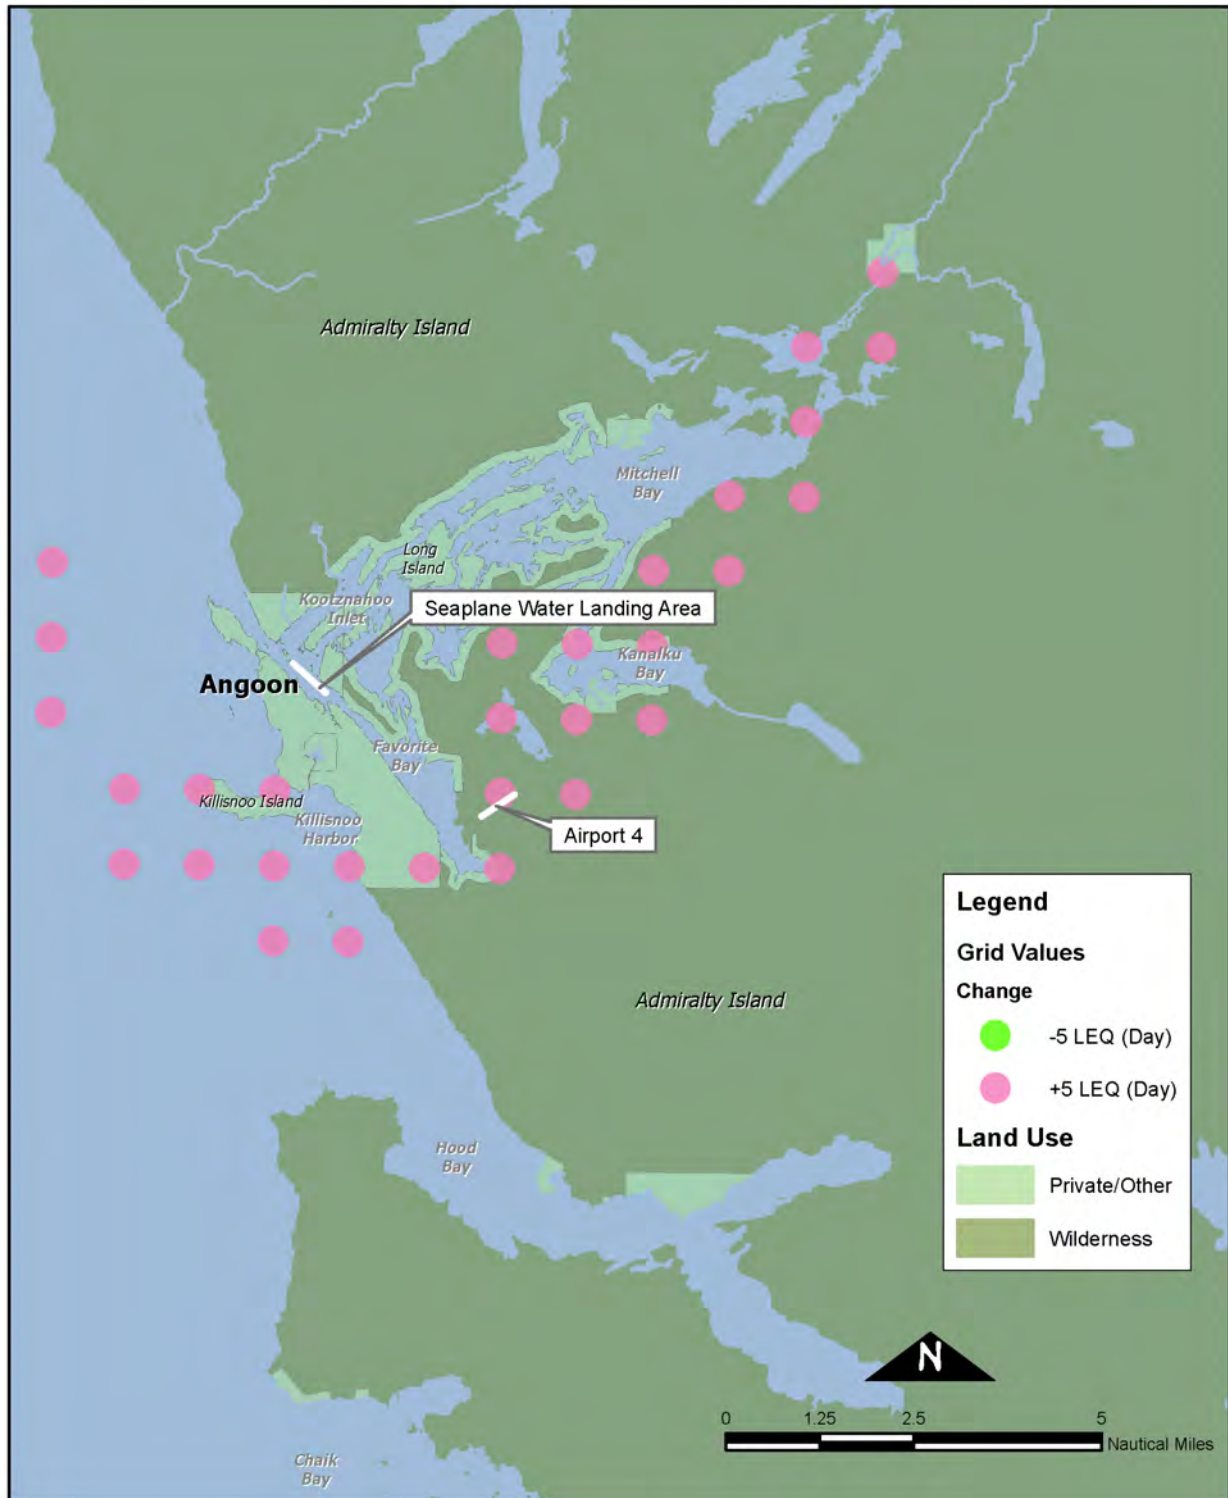 Admiralty Island
Mitchell
Bay
Long
Island
Kootznahoo
Inlet
Seaplane Water Landing Area
Kanalku
Bay
Angoon
Favorite
Bay
Killisnoo Island
Killisnoo
Harbor
Airport 4
Legend
Grid Values
Change
-5 LEQ (Day)
+5 LEQ (Day)
Land Use
Private/Other
Wilderness
Admiralty Island
Hood
Bay
N
0 1.25 2.5 5
Nautical Miles
Chaik
Bay